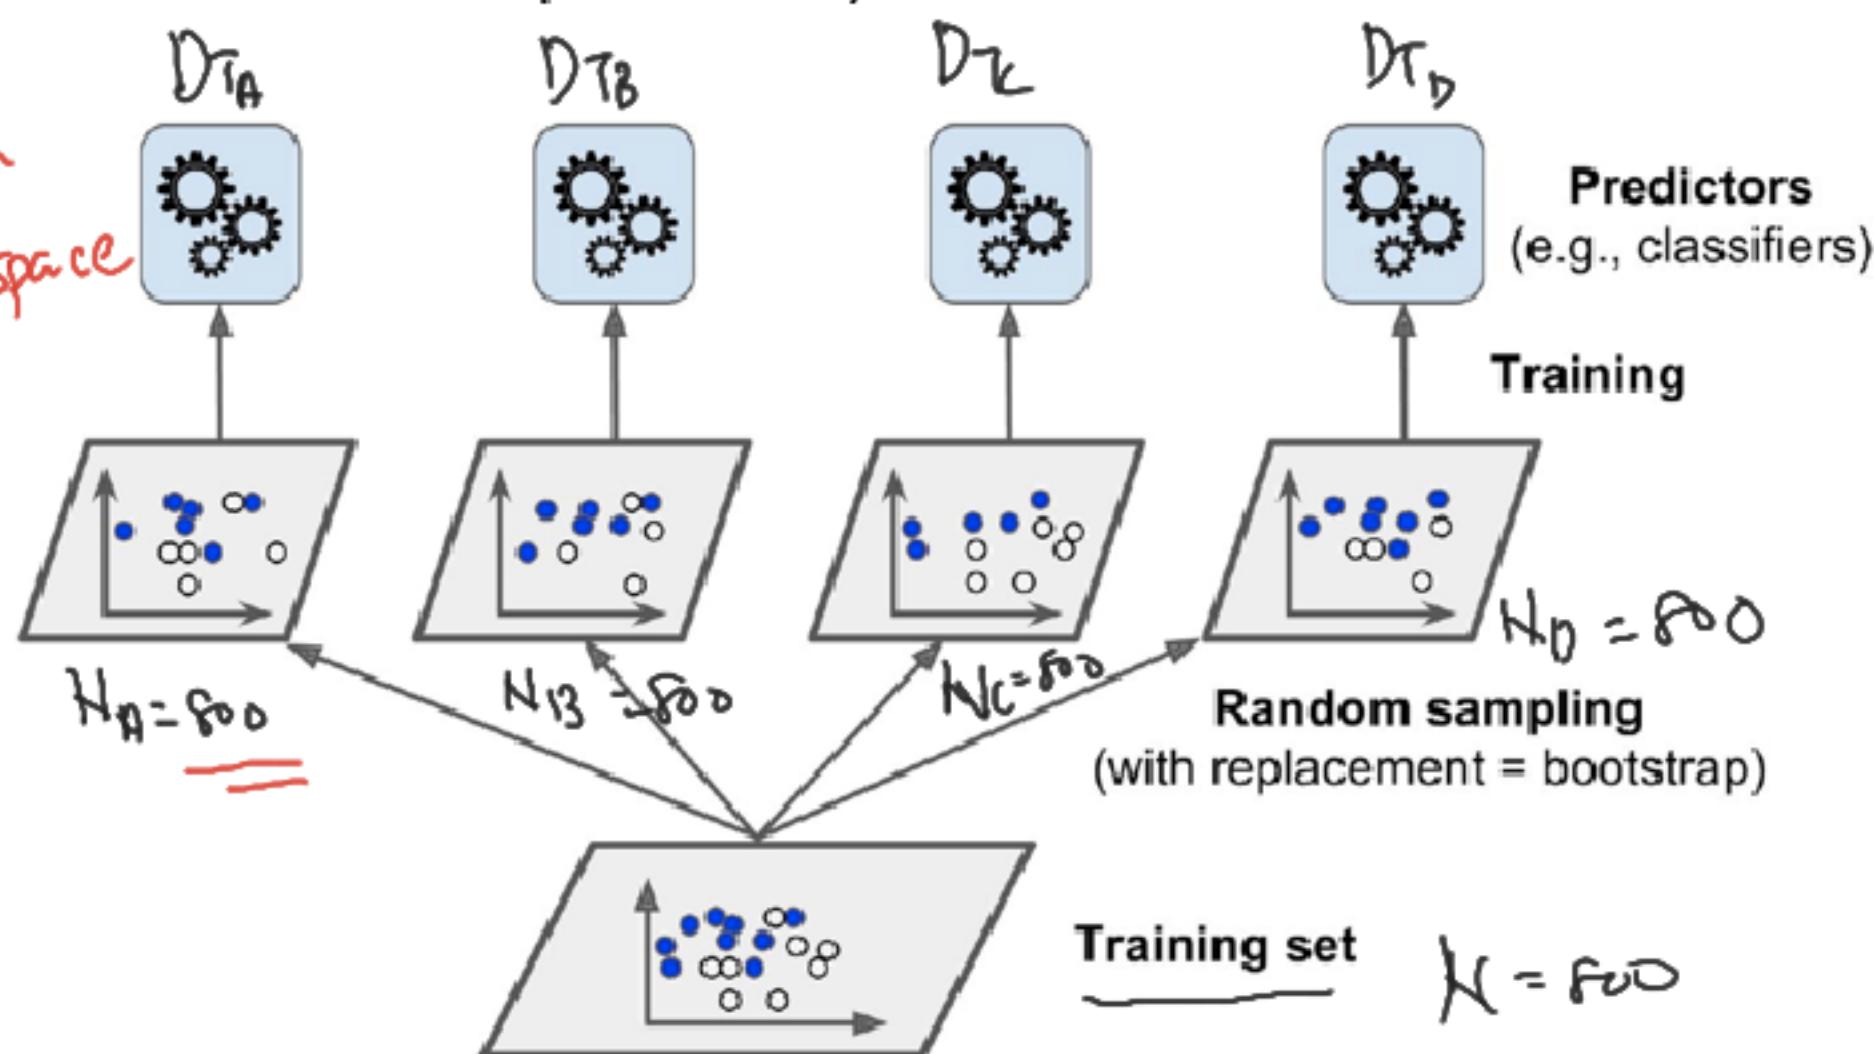 DTA
DTB
DTC
DTD
space
Predictors
(e.g., classifiers)
Training
NA = 800
NB = 800
NC = 800
ND = 800
Random sampling
(with replacement = bootstrap)
Training set
N = 800